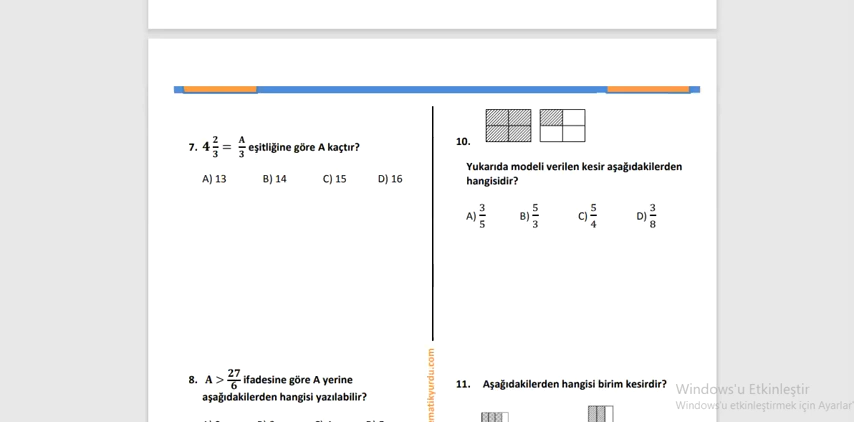 7. 4 2/3 = A/3 eşitliğine göre A kaçtır?
A) 13 B) 14 C) 15 D) 16
8. A > 27/6 ifadesine göre A yerine
aşağıdakilerden hangisi yazılabilir?
10.
Yukarıda modeli verilen kesir aşağıdakilerden
hangisidir?
A) 3/5 B) 5/3 C) 5/4 D) 3/8
11. Aşağıdakilerden hangisi birim kesirdir?
ematikyurdu.com
Windows'u Etkinleştir
Windows'u etkinleştirmek için Ayarlar'